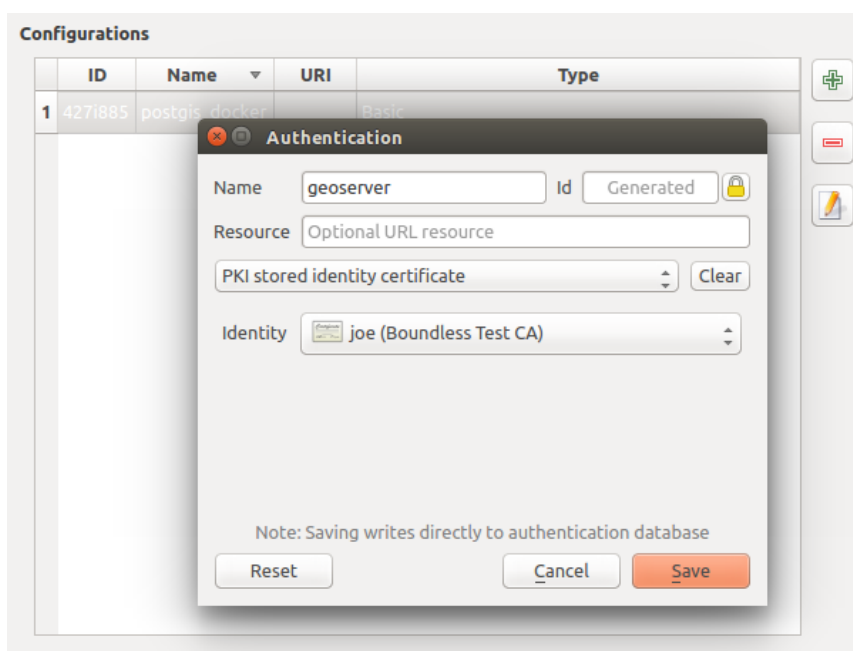 Configurations
ID Name URI Type
1 427i885 postgis_docker Basic
Authentication
Name geoserver Id Generated
Resource Optional URL resource
PKI stored identity certificate Clear
Identity joe (Boundless Test CA)
Note: Saving writes directly to authentication database
Reset Cancel Save